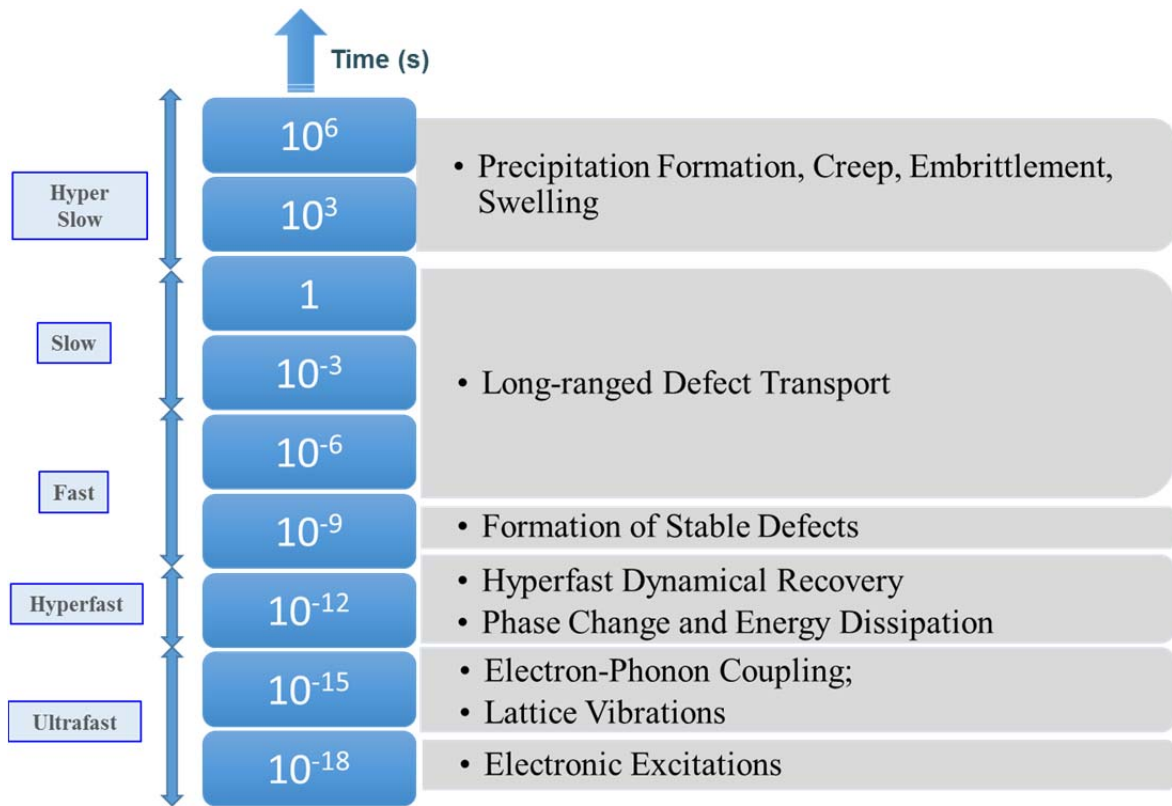 Time (s)
Hyper
Slow
Slow
Fast
Hyperfast
Ultrafast
10⁶
10³
1
10⁻³
10⁻⁶
10⁻⁹
10⁻¹²
10⁻¹⁵
10⁻¹⁸
• Precipitation Formation, Creep, Embrittlement,
Swelling
• Long-ranged Defect Transport
• Formation of Stable Defects
• Hyperfast Dynamical Recovery
• Phase Change and Energy Dissipation
• Electron-Phonon Coupling;
• Lattice Vibrations
• Electronic Excitations